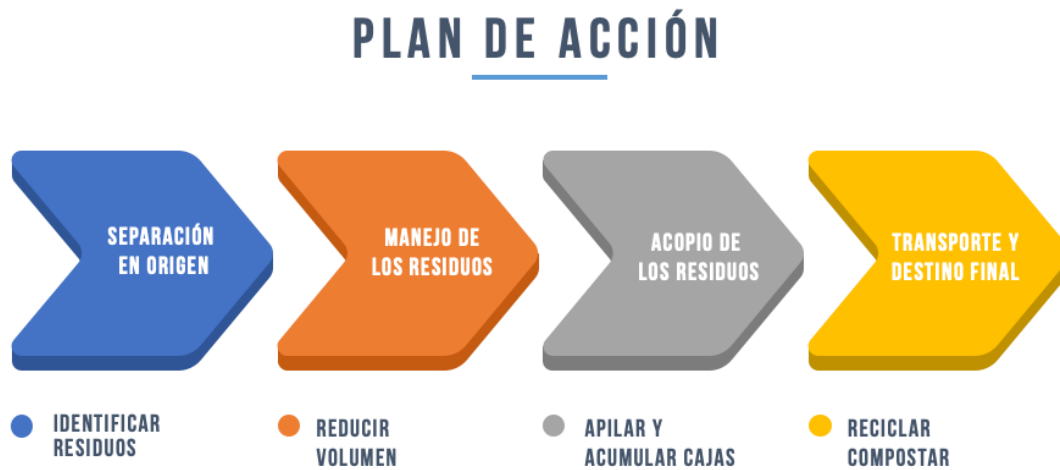 PLAN DE ACCIÓN
SEPARACIÓN
EN ORIGEN
MANEJO DE
LOS RESIDUOS
ACOPIO DE
LOS RESIDUOS
TRANSPORTE Y
DESTINO FINAL
IDENTIFICAR
RESIDUOS
REDUCIR
VOLUMEN
APILAR Y
ACUMULAR CAJAS
RECICLAR
COMPOSTAR